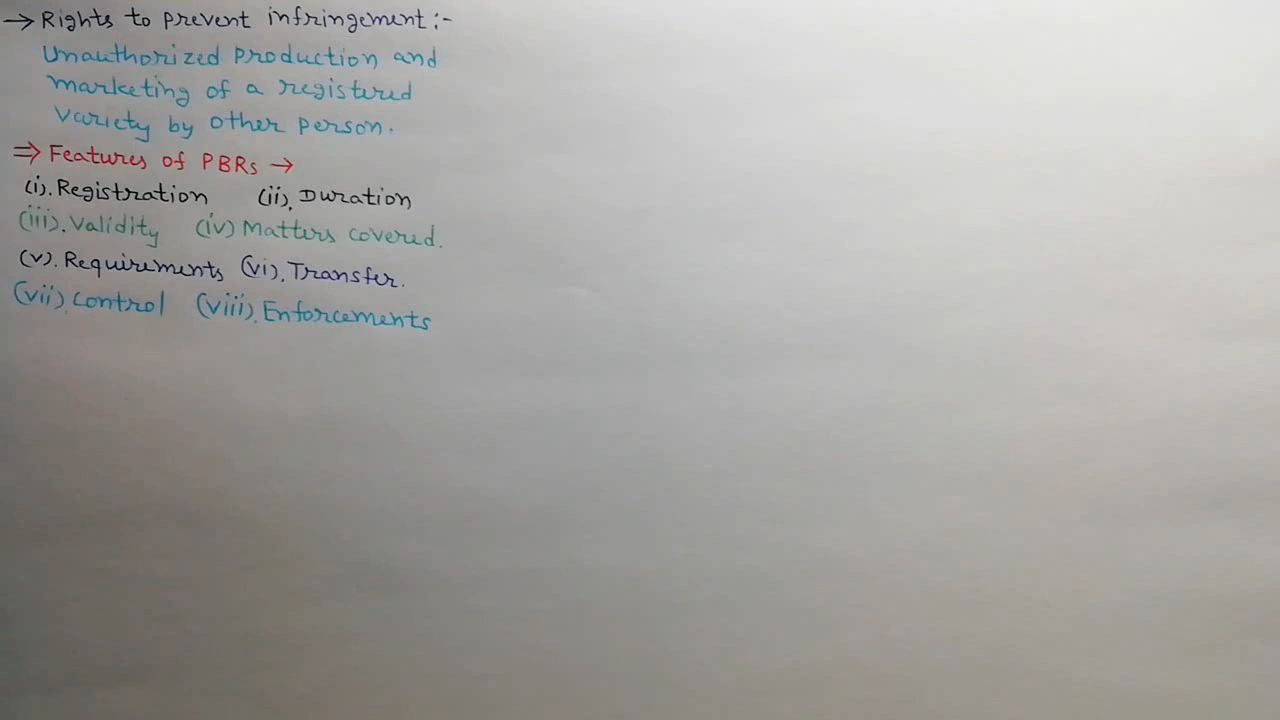 → Rights to prevent infringement :-
Unauthorized production and
marketing of a registered
variety by other person.
⇒ Features of PBRs →
(i). Registration (ii). Duration
(iii). Validity (iv) Matters covered.
(v). Requirements (vi). Transfer.
(vii). Control (viii). Enforcements